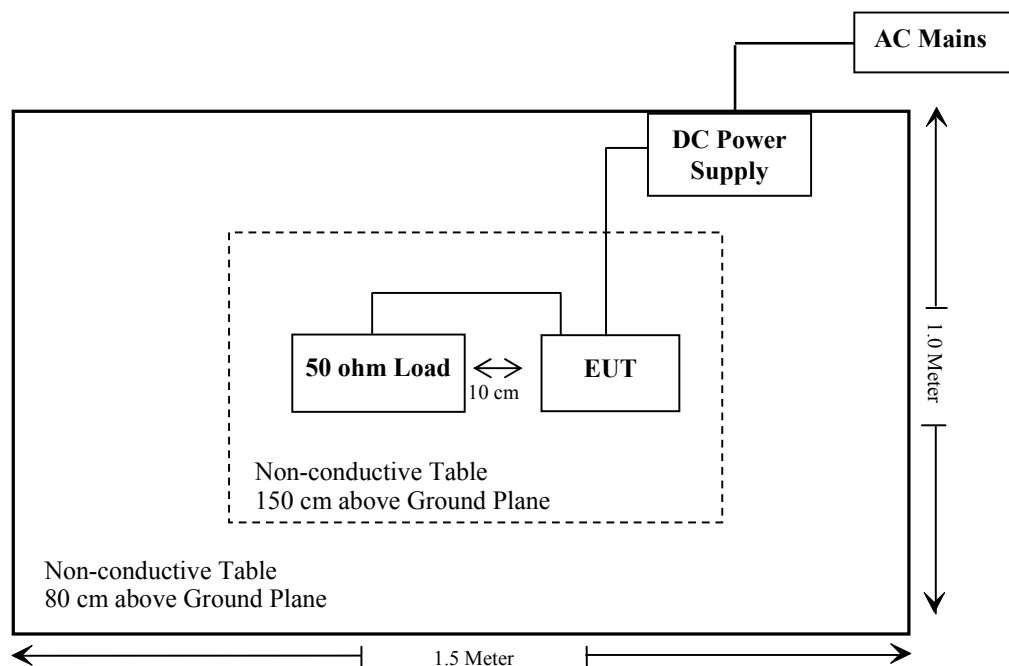 AC Mains
DC Power
Supply
50 ohm Load
10 cm
EUT
1.0 Meter
Non-conductive Table
150 cm above Ground Plane
Non-conductive Table
80 cm above Ground Plane
1.5 Meter